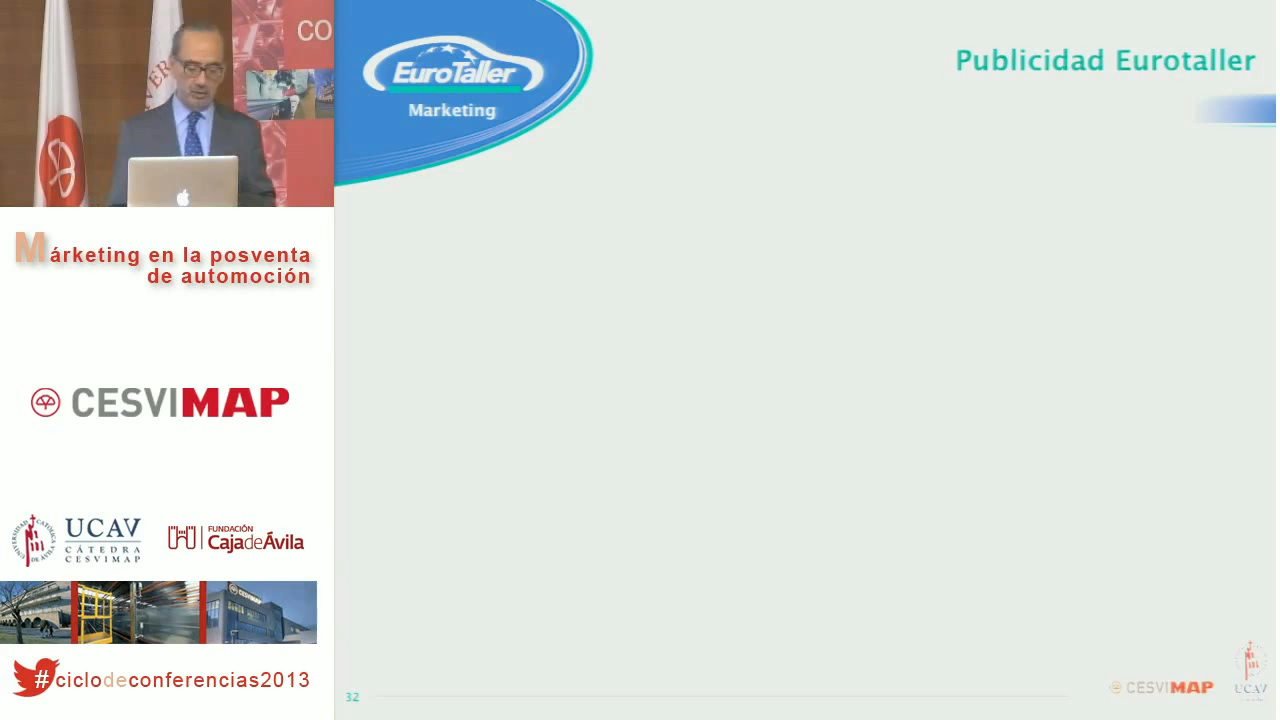 CO
VER
EuroTaller
Marketing
Publicidad Eurotaller
Márketing en la posventa
de automoción
CESVIMAP
UCAV
CÁTEDRA
CESVIMAP
FUNDACIÓN
CajadeÁvila
CESVIMAP
#ciclodeconferencias2013
32
CESVIMAP
UCAV